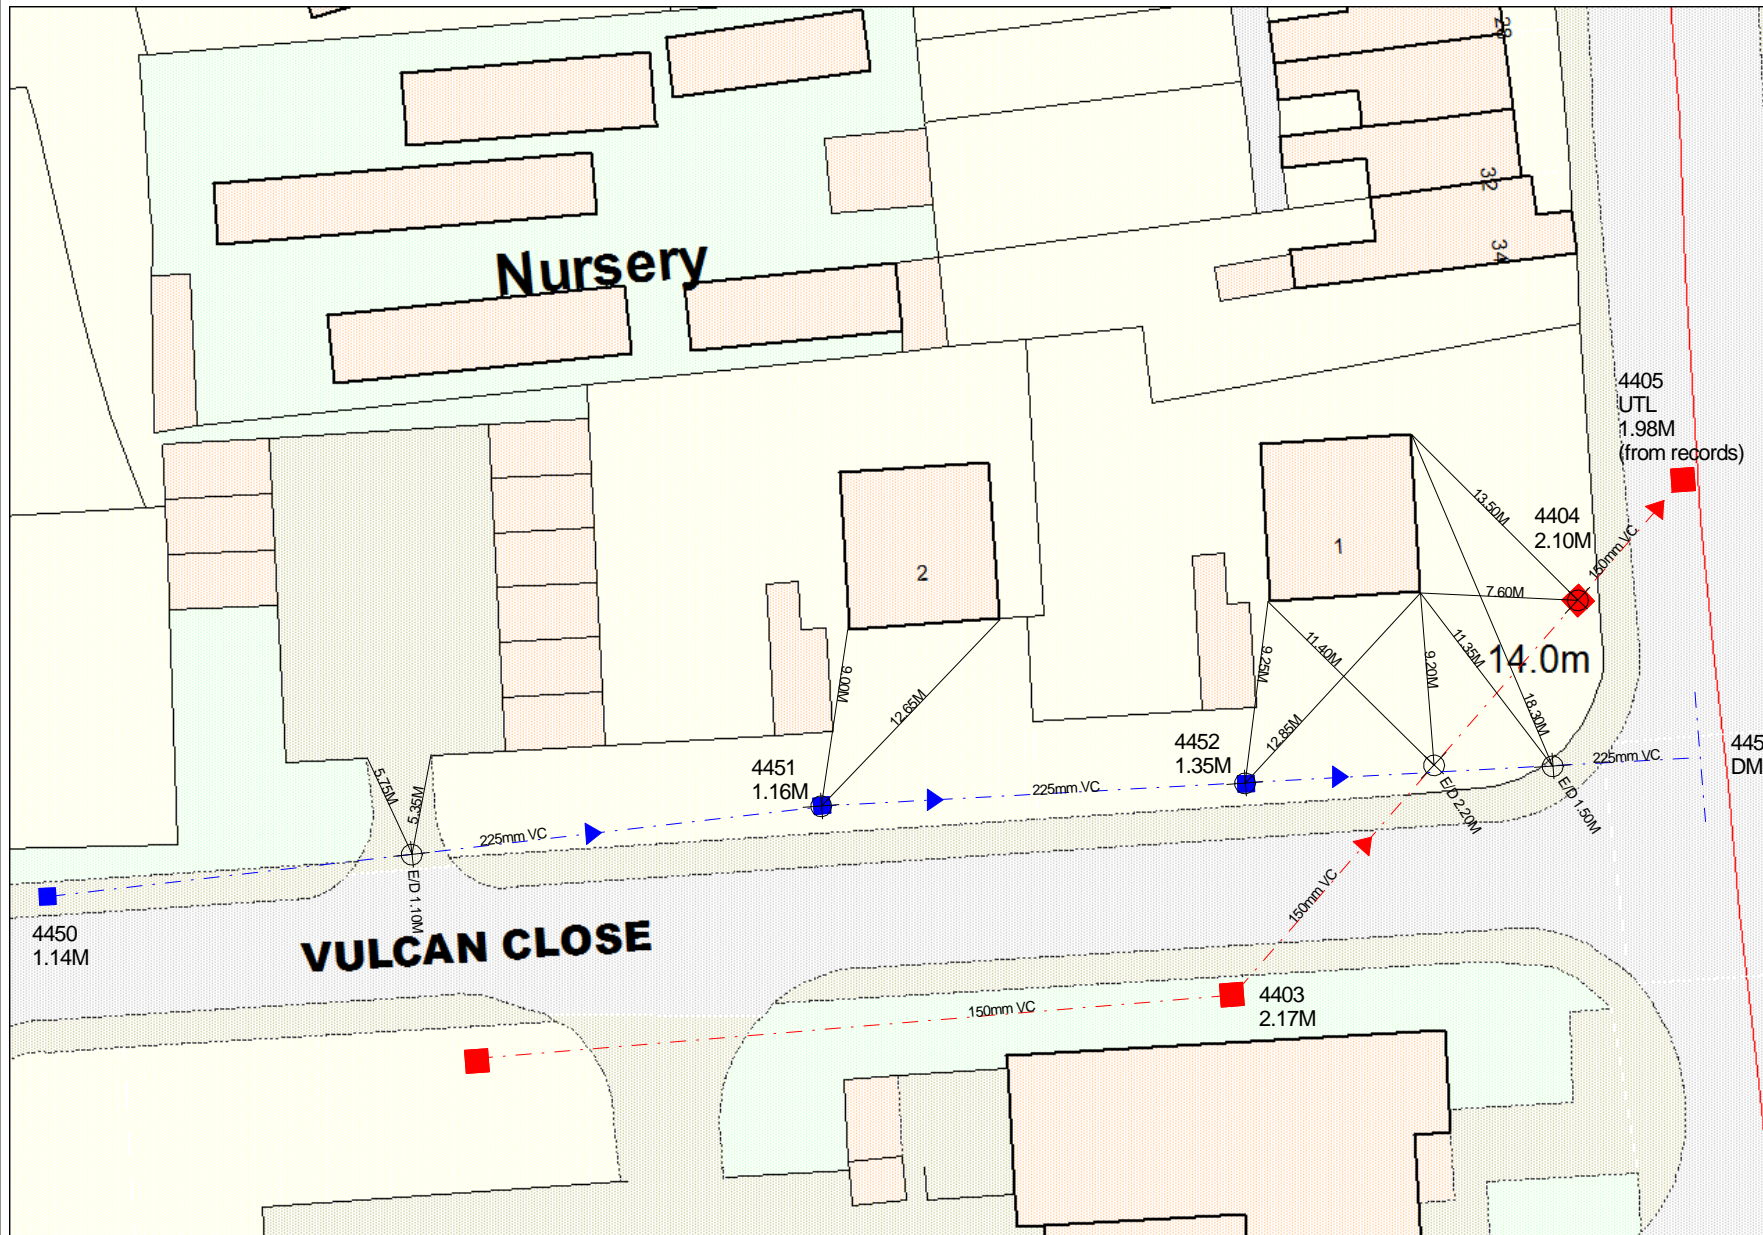 28
32
34
Nursery
4405
UTL
1.98M
(from records)
4404
2.10M
150mm VC
13.50M
7.60M
1
2
14.0m
11.40M
9.25M
9.20M
11.35M
18.30M
12.85M
9.00M
12.65M
4452
1.35M
4451
1.16M
225mm VC
225mm VC
225mm VC
445
DM
E/D 2.20M
E/D 1.50M
5.75M
5.35M
E/D 1.10M
4450
1.14M
VULCAN CLOSE
150mm VC
150mm VC
4403
2.17M